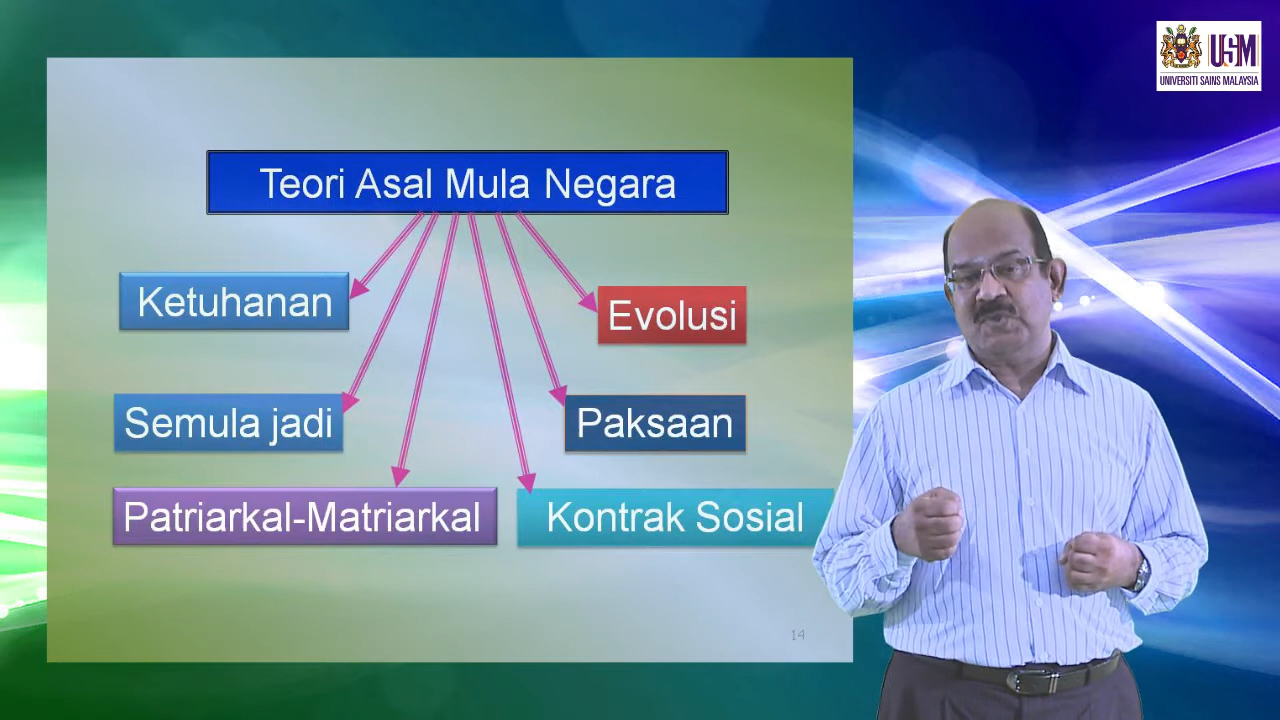 Teori Asal Mula Negara
Ketuhanan
Evolusi
Semula jadi
Paksaan
Patriarkal-Matriarkal
Kontrak Sosial
14
USM
UNIVERSITI SAINS MALAYSIA